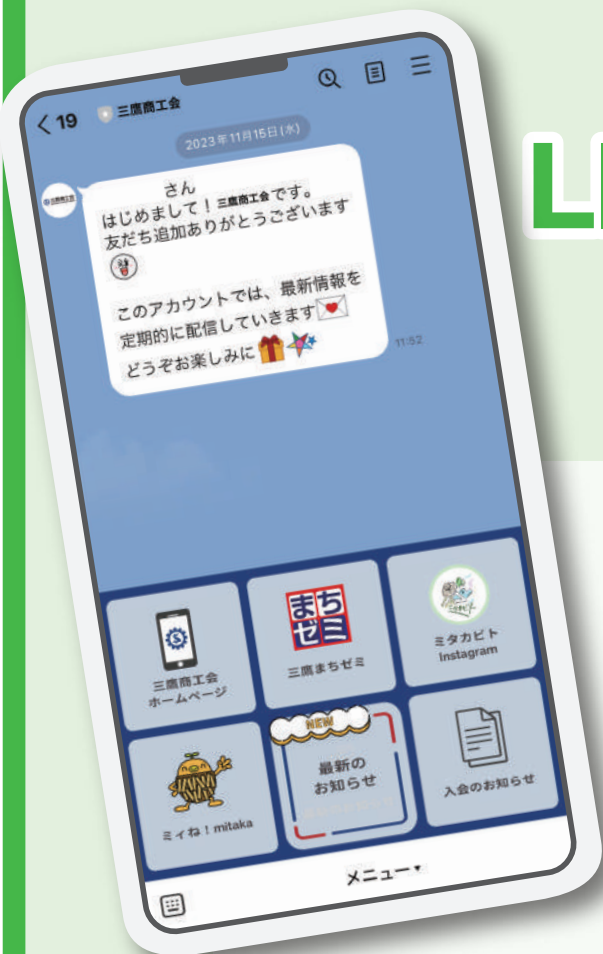 LI
19 三鷹商工会
2023年11月15日(水)
さん
はじめまして！三鷹商工会です。
友だち追加ありがとうございます
このアカウントでは、最新情報を
定期的に配信していきます
どうぞお楽しみに
11:52
三鷹商工会
ホームページ
まち
ゼミ
三鷹まちゼミ
ミタカビト
Instagram
ミィね！mitaka
NEW
最新の
お知らせ
入会のお知らせ
メニュー